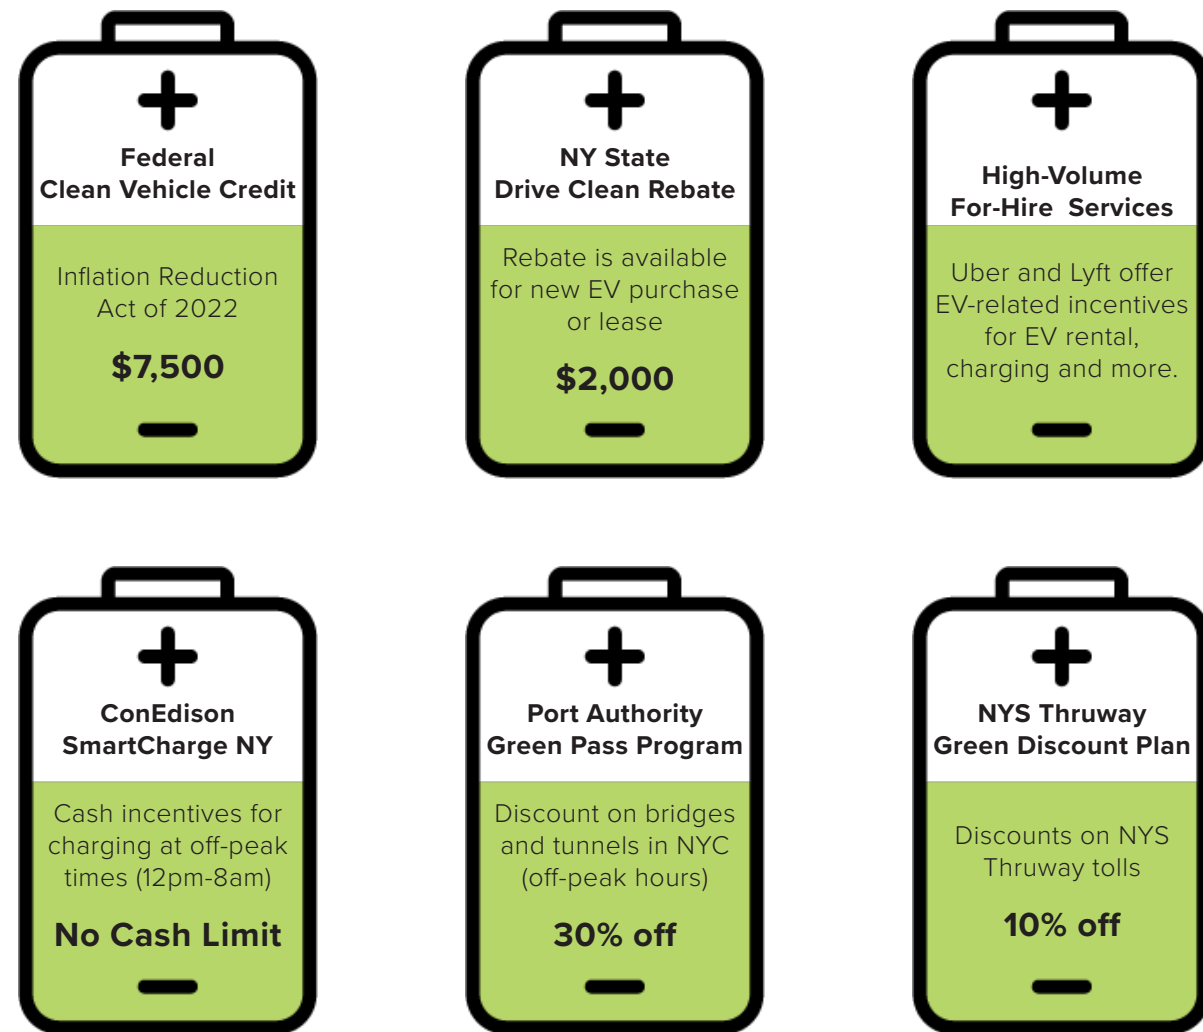 Federal
Clean Vehicle Credit
Inflation Reduction
Act of 2022
$7,500
NY State
Drive Clean Rebate
Rebate is available
for new EV purchase
or lease
$2,000
High-Volume
For-Hire Services
Uber and Lyft offer
EV-related incentives
for EV rental,
charging and more.
ConEdison
SmartCharge NY
Cash incentives for
charging at off-peak
times (12pm-8am)
No Cash Limit
Port Authority
Green Pass Program
Discount on bridges
and tunnels in NYC
(off-peak hours)
30% off
NYS Thruway
Green Discount Plan
Discounts on NYS
Thruway tolls
10% off